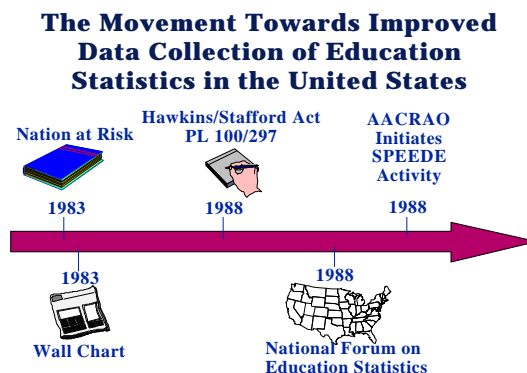 The Movement Towards Improved
Data Collection of Education
Statistics in the United States
Nation at Risk
Hawkins/Stafford Act
PL 100/297
AACRAO
Initiates
SPEEDE
Activity
1983
1988
1988
1983
1988
Wall Chart
National Forum on
Education Statistics